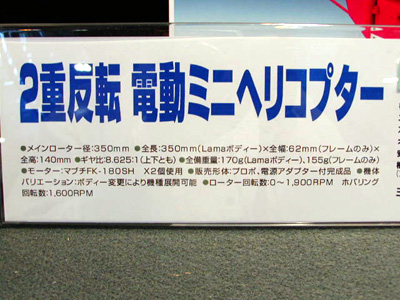 2重反転 電動ミニヘリコプター
●メインローター径:350mm ●全長:350mm(Lamaボディー)×全幅:62mm(フレームのみ)×
全高:140mm ●ギヤ比:8.625:1(上下とも) ●全備重量:170g(Lamaボディー)、155g(フレームのみ)
●モーター:マブチFK-180SH X2個使用 ●販売形体:プロポ、電源アダプター付完成品 ●機体
バリエーション:ボディー変更により機種展開可能 ●ローター回転数:0〜1,900RPM ホバリング
回転数:1,600RPM